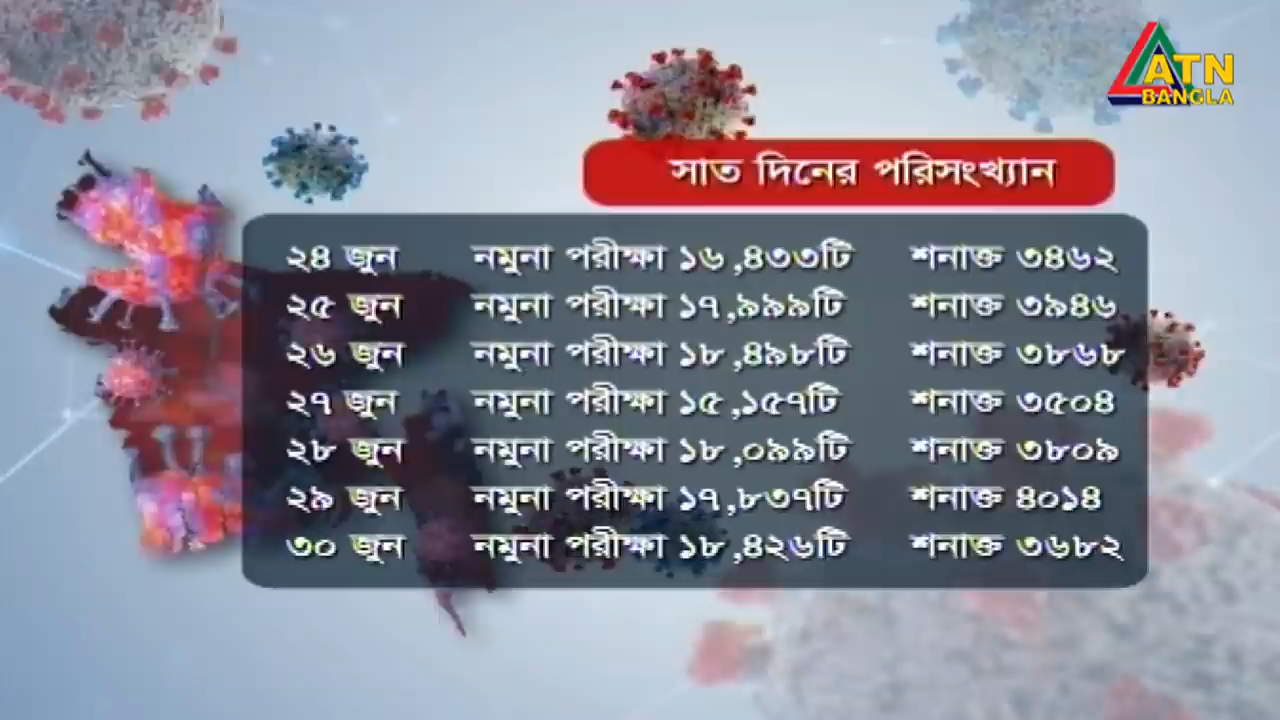 ATN
BANGLA
সাত দিনের পরিসংখ্যান
২৪ জুন নমুনা পরীক্ষা ১৬,৪৩৩টি শনাক্ত ৩৪৬২
২৫ জুন নমুনা পরীক্ষা ১৭,৯৯৯টি শনাক্ত ৩৯৪৬
২৬ জুন নমুনা পরীক্ষা ১৮,৪৯৮টি শনাক্ত ৩৮৬৮
২৭ জুন নমুনা পরীক্ষা ১৫,১৫৭টি শনাক্ত ৩৫০৪
২৮ জুন নমুনা পরীক্ষা ১৮,০৯৯টি শনাক্ত ৩৮০৯
২৯ জুন নমুনা পরীক্ষা ১৭,৮৩৭টি শনাক্ত ৪০১৪
৩০ জুন নমুনা পরীক্ষা ১৮,৪২৬টি শনাক্ত ৩৬৮২